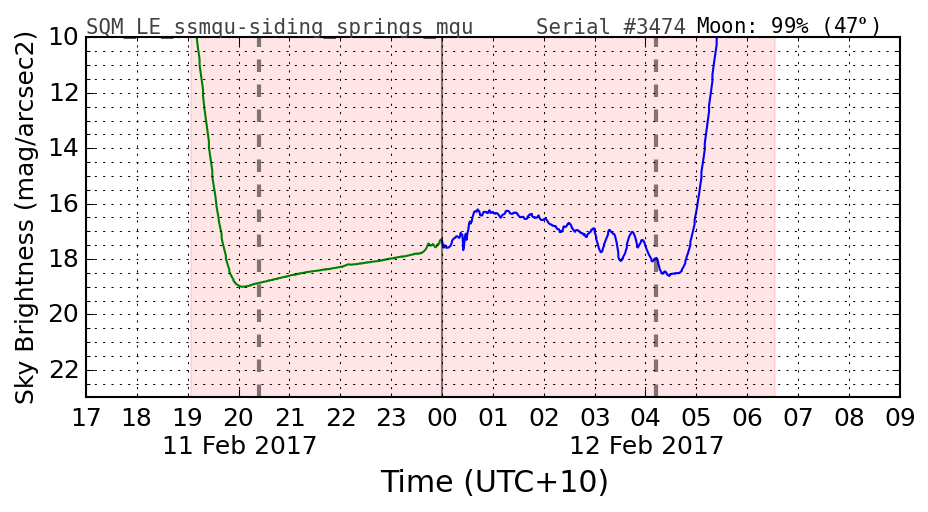 SQM_LE_ssmqu-siding_springs_mqu Serial #3474 Moon: 99% (47°)
Sky Brightness (mag/arcsec2)
10
12
14
16
18
20
22
17 18 19 20 21 22 23 00 01 02 03 04 05 06 07 08 09
11 Feb 2017 12 Feb 2017
Time (UTC+10)